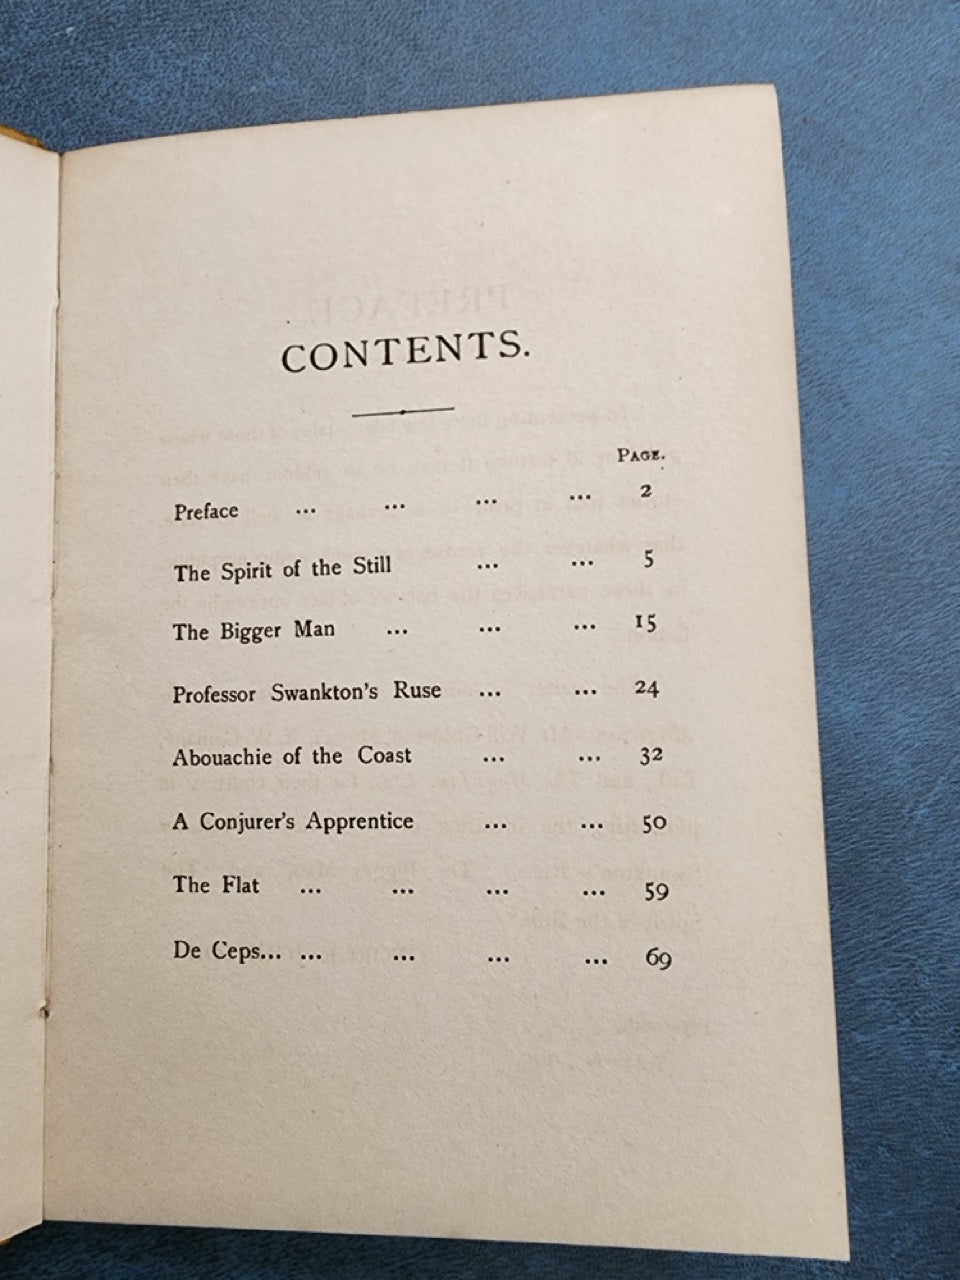 CONTENTS.
PAGE.
Preface ... ... ... ... 2
The Spirit of the Still ... ... 5
The Bigger Man ... ... ... 15
Professor Swankton's Ruse ... ... 24
Abouachie of the Coast ... ... 32
A Conjurer's Apprentice ... ... 50
The Flat ... ... ... ... 59
De Ceps... ... ... ... ... 69